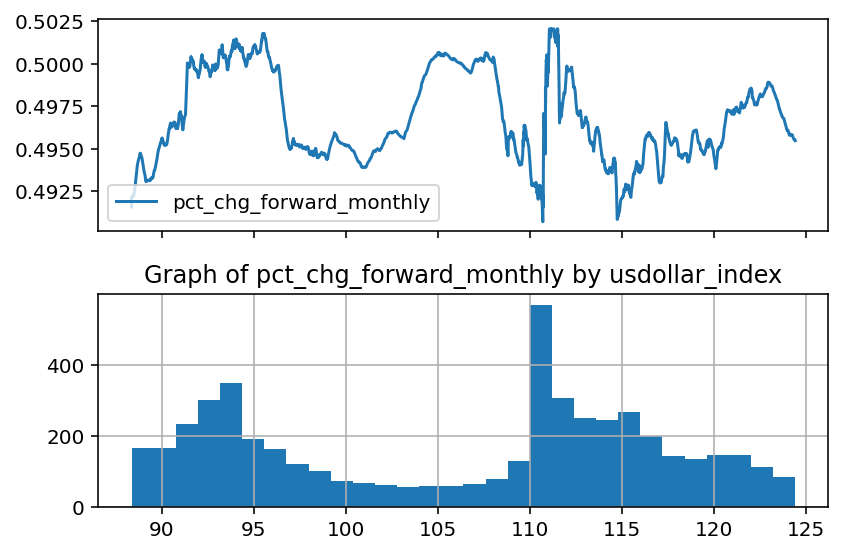 0.5025
0.5000
0.4975
0.4950
0.4925
pct_chg_forward_monthly
Graph of pct_chg_forward_monthly by usdollar_index
400
200
0
90 95 100 105 110 115 120 125